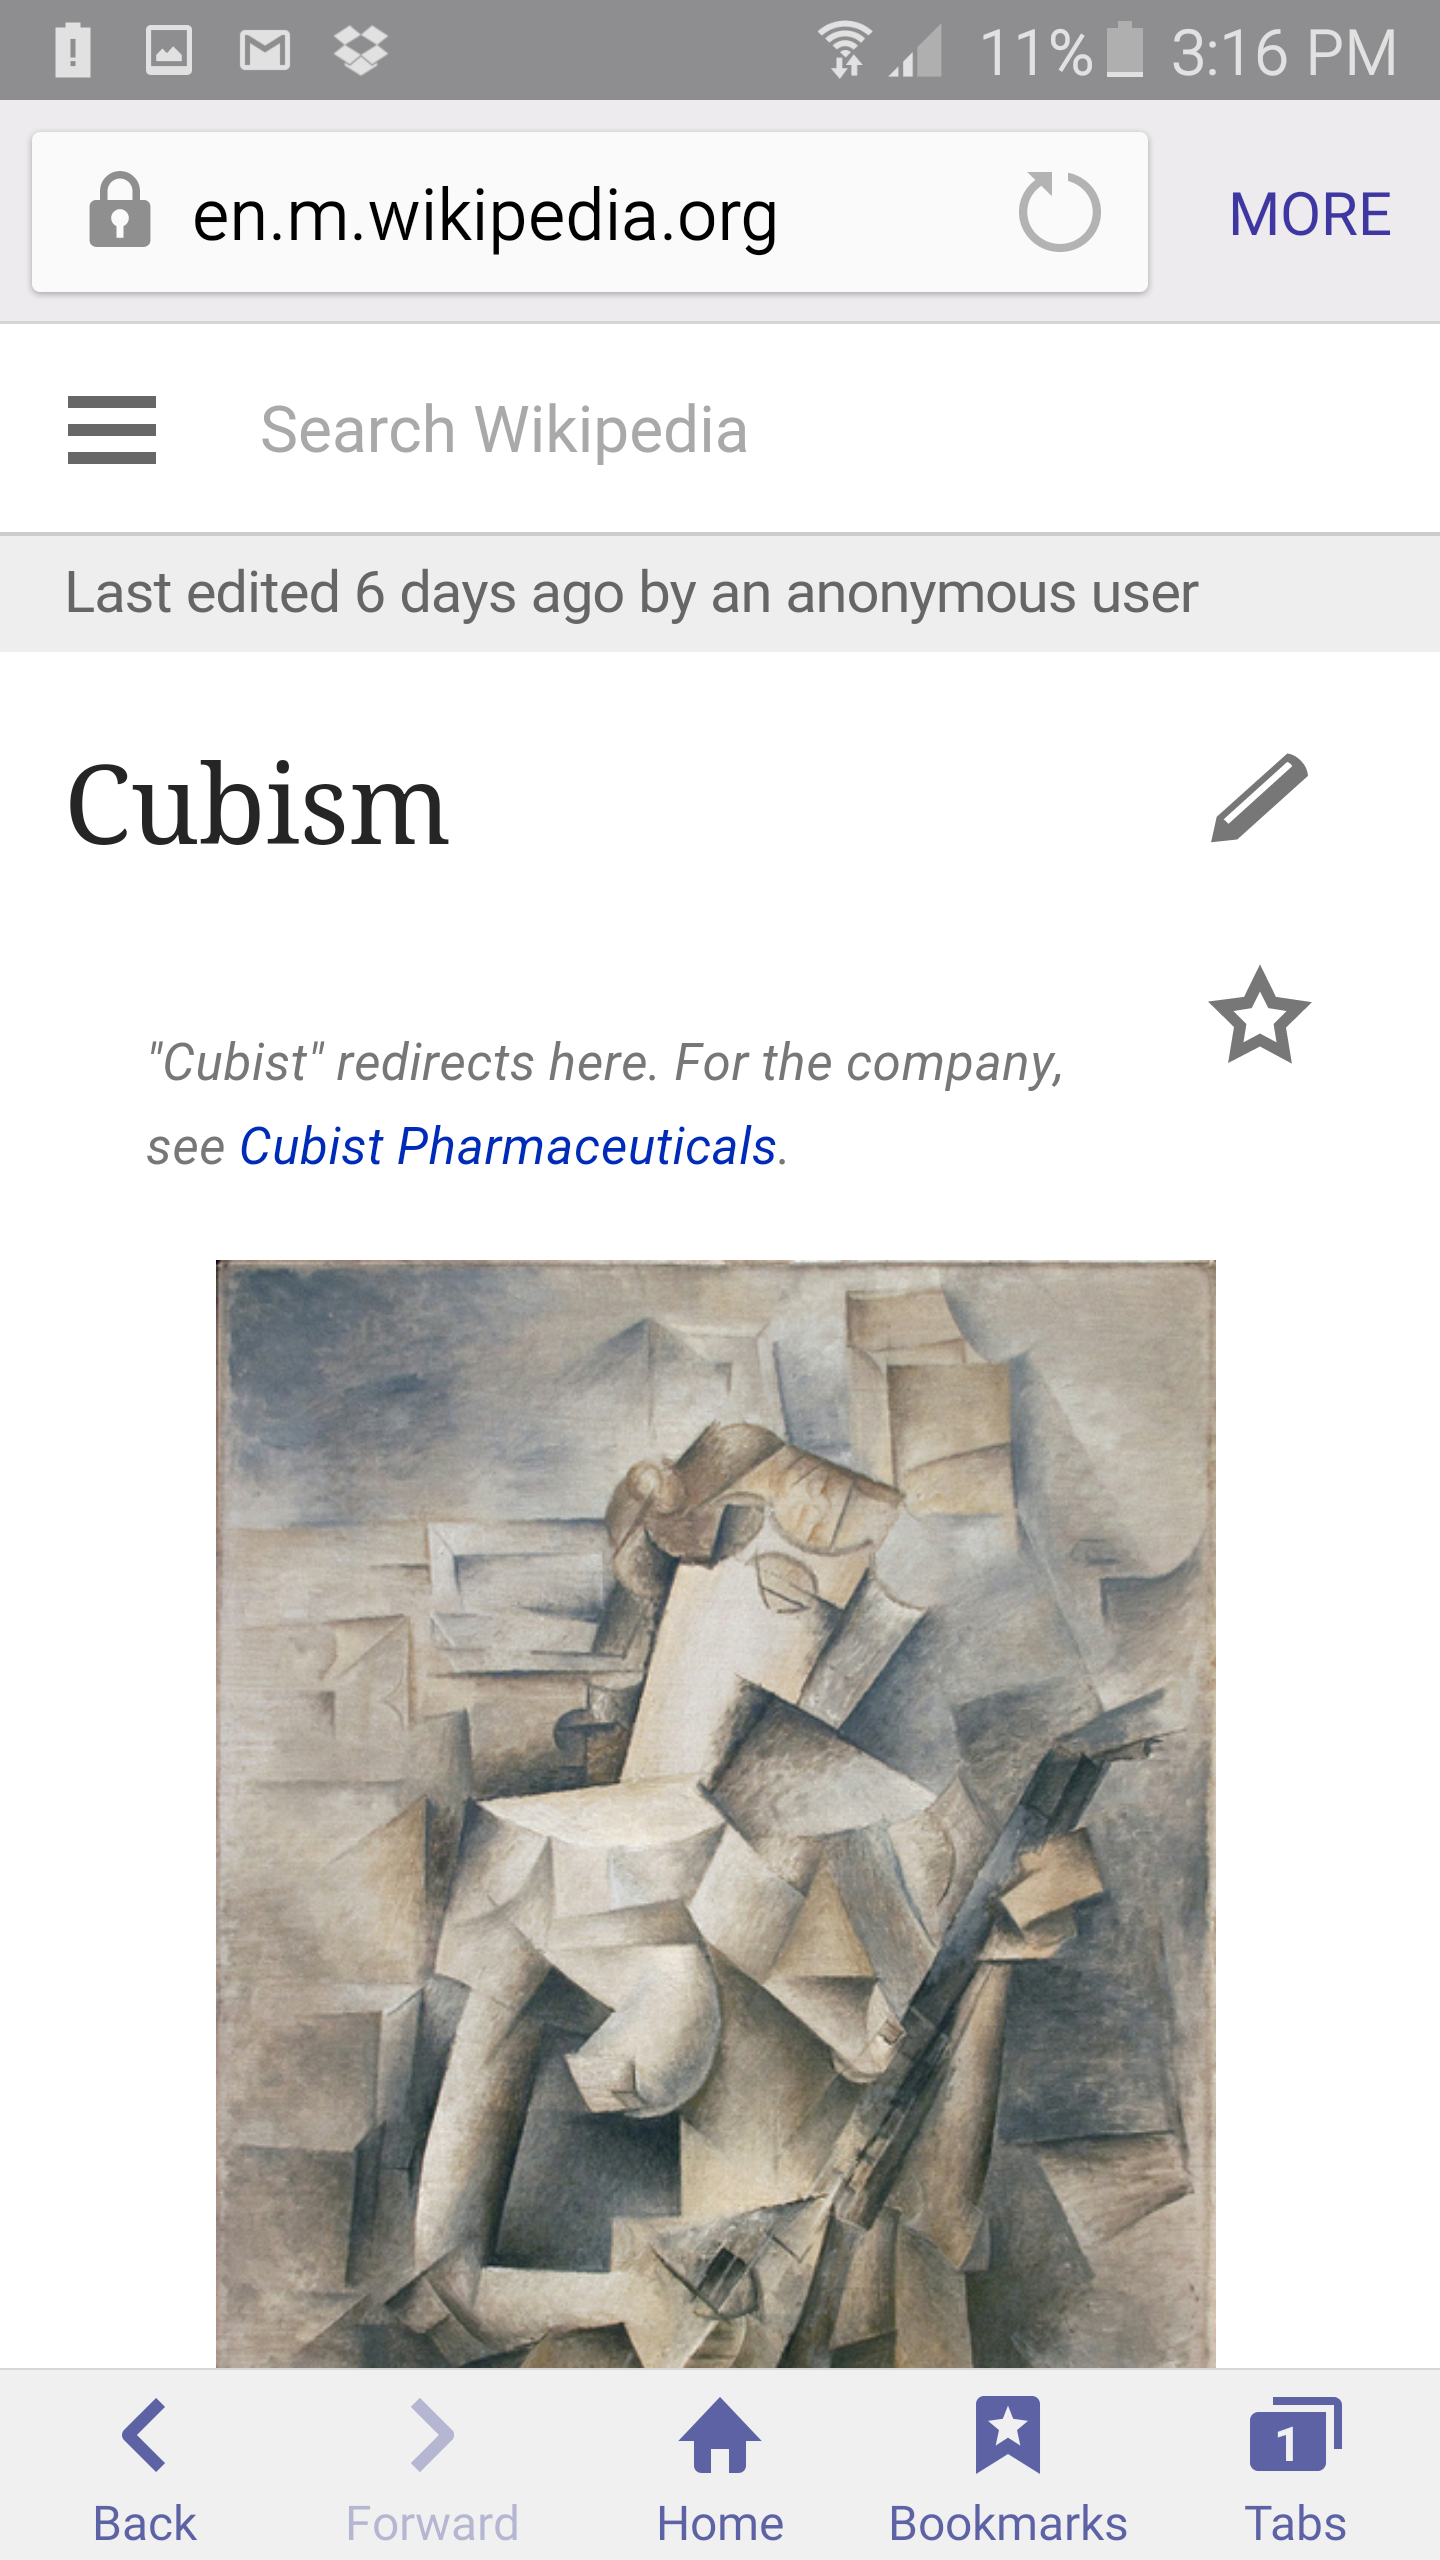 11% 3:16 PM
en.m.wikipedia.org MORE
Search Wikipedia
Last edited 6 days ago by an anonymous user
Cubism
"Cubist" redirects here. For the company,
see Cubist Pharmaceuticals.
1
Back Forward Home Bookmarks Tabs